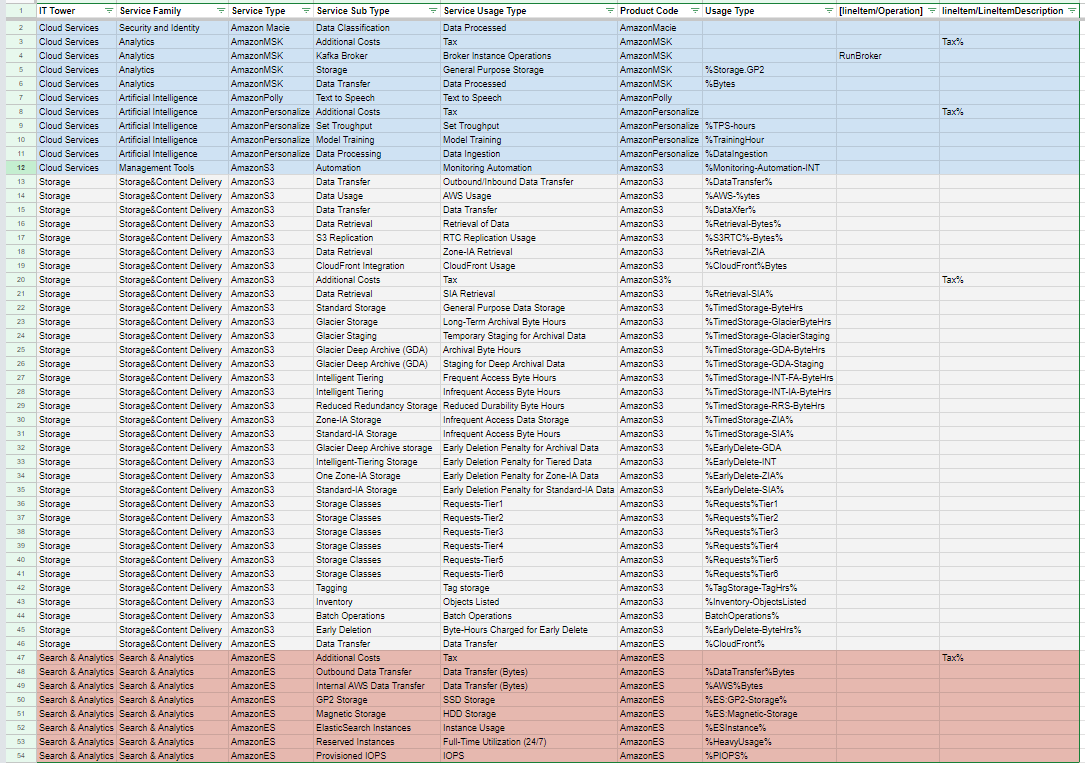 1 IT Tower Service Family Service Type Service Sub Type Service Usage Type Product Code Usage Type [lineItem/Operation] lineItem/LineItemDescription
2 Cloud Services Security and Identity Amazon Macie Data Classification Data Processed AmazonMacie
3 Cloud Services Analytics AmazonMSK Additional Costs Tax AmazonMSK Tax%
4 Cloud Services Analytics AmazonMSK Kafka Broker Broker Instance Operations AmazonMSK RunBroker
5 Cloud Services Analytics AmazonMSK Storage General Purpose Storage AmazonMSK %Storage.GP2
6 Cloud Services Analytics AmazonMSK Data Transfer Data Processed AmazonMSK %Bytes
7 Cloud Services Artificial Intelligence AmazonPolly Text to Speech Text to Speech AmazonPolly
8 Cloud Services Artificial Intelligence AmazonPersonalize Additional Costs Tax AmazonPersonalize Tax%
9 Cloud Services Artificial Intelligence AmazonPersonalize Set Troughput Set Troughput AmazonPersonalize %TPS-hours
10 Cloud Services Artificial Intelligence AmazonPersonalize Model Training Model Training AmazonPersonalize %TrainingHour
11 Cloud Services Artificial Intelligence AmazonPersonalize Data Processing Data Ingestion AmazonPersonalize %DataIngestion
12 Cloud Services Management Tools AmazonS3 Automation Monitoring Automation AmazonS3 %Monitoring-Automation-INT
13 Storage Storage&Content Delivery AmazonS3 Data Transfer Outbound/Inbound Data Transfer AmazonS3 %DataTransfer%
14 Storage Storage&Content Delivery AmazonS3 Data Usage AWS Usage AmazonS3 %AWS-%ytes
15 Storage Storage&Content Delivery AmazonS3 Data Transfer Data Transfer AmazonS3 %DataXfer%
16 Storage Storage&Content Delivery AmazonS3 Data Retrieval Retrieval of Data AmazonS3 %Retrieval-Bytes%
17 Storage Storage&Content Delivery AmazonS3 S3 Replication RTC Replication Usage AmazonS3 %S3RTC%-Bytes%
18 Storage Storage&Content Delivery AmazonS3 Data Retrieval Zone-IA Retrieval AmazonS3 %Retrieval-ZIA
19 Storage Storage&Content Delivery AmazonS3 CloudFront Integration CloudFront Usage AmazonS3 %CloudFront%Bytes
20 Storage Storage&Content Delivery AmazonS3 Additional Costs Tax AmazonS3% Tax%
21 Storage Storage&Content Delivery AmazonS3 Data Retrieval SIA Retrieval AmazonS3 %Retrieval-SIA%
22 Storage Storage&Content Delivery AmazonS3 Standard Storage General Purpose Data Storage AmazonS3 %TimedStorage-ByteHrs
23 Storage Storage&Content Delivery AmazonS3 Glacier Storage Long-Term Archival Byte Hours AmazonS3 %TimedStorage-GlacierByteHrs
24 Storage Storage&Content Delivery AmazonS3 Glacier Staging Temporary Staging for Archival Data AmazonS3 %TimedStorage-GlacierStaging
25 Storage Storage&Content Delivery AmazonS3 Glacier Deep Archive (GDA) Archival Byte Hours AmazonS3 %TimedStorage-GDA-ByteHrs
26 Storage Storage&Content Delivery AmazonS3 Glacier Deep Archive (GDA) Staging for Deep Archival Data AmazonS3 %TimedStorage-GDA-Staging
27 Storage Storage&Content Delivery AmazonS3 Intelligent Tiering Frequent Access Byte Hours AmazonS3 %TimedStorage-INT-FA-ByteHrs
28 Storage Storage&Content Delivery AmazonS3 Intelligent Tiering Infrequent Access Byte Hours AmazonS3 %TimedStorage-INT-IA-ByteHrs
29 Storage Storage&Content Delivery AmazonS3 Reduced Redundancy Storage Reduced Durability Byte Hours AmazonS3 %TimedStorage-RRS-ByteHrs
30 Storage Storage&Content Delivery AmazonS3 Zone-IA Storage Infrequent Access Data Storage AmazonS3 %TimedStorage-ZIA%
31 Storage Storage&Content Delivery AmazonS3 Standard-IA Storage Infrequent Access Byte Hours AmazonS3 %TimedStorage-SIA%
32 Storage Storage&Content Delivery AmazonS3 Glacier Deep Archive storage Early Deletion Penalty for Archival Data AmazonS3 %EarlyDelete-GDA
33 Storage Storage&Content Delivery AmazonS3 Intelligent-Tiering Storage Early Deletion Penalty for Tiered Data AmazonS3 %EarlyDelete-INT
34 Storage Storage&Content Delivery AmazonS3 One Zone-IA Storage Early Deletion Penalty for Zone-IA Data AmazonS3 %EarlyDelete-ZIA%
35 Storage Storage&Content Delivery AmazonS3 Standard-IA Storage Early Deletion Penalty for Standard-IA Data AmazonS3 %EarlyDelete-SIA%
36 Storage Storage&Content Delivery AmazonS3 Storage Classes Requests-Tier1 AmazonS3 %Requests%Tier1
37 Storage Storage&Content Delivery AmazonS3 Storage Classes Requests-Tier2 AmazonS3 %Requests%Tier2
38 Storage Storage&Content Delivery AmazonS3 Storage Classes Requests-Tier3 AmazonS3 %Requests%Tier3
39 Storage Storage&Content Delivery AmazonS3 Storage Classes Requests-Tier4 AmazonS3 %Requests%Tier4
40 Storage Storage&Content Delivery AmazonS3 Storage Classes Requests-Tier5 AmazonS3 %Requests%Tier5
41 Storage Storage&Content Delivery AmazonS3 Storage Classes Requests-Tier6 AmazonS3 %Requests%Tier6
42 Storage Storage&Content Delivery AmazonS3 Tagging Tag storage AmazonS3 %TagStorage-TagHrs%
43 Storage Storage&Content Delivery AmazonS3 Inventory Objects Listed AmazonS3 %Inventory-ObjectsListed
44 Storage Storage&Content Delivery AmazonS3 Batch Operations Batch Operations AmazonS3 BatchOperations%
45 Storage Storage&Content Delivery AmazonS3 Early Deletion Byte-Hours Charged for Early Delete AmazonS3 %EarlyDelete-ByteHrs%
46 Storage Storage&Content Delivery AmazonS3 Data Transfer Data Transfer AmazonS3 %CloudFront%
47 Search & Analytics Search & Analytics AmazonES Additional Costs Tax AmazonES Tax%
48 Search & Analytics Search & Analytics AmazonES Outbound Data Transfer Data Transfer (Bytes) AmazonES %DataTransfer%Bytes
49 Search & Analytics Search & Analytics AmazonES Internal AWS Data Transfer Data Transfer (Bytes) AmazonES %AWS%Bytes
50 Search & Analytics Search & Analytics AmazonES GP2 Storage SSD Storage AmazonES %ES:GP2-Storage%
51 Search & Analytics Search & Analytics AmazonES Magnetic Storage HDD Storage AmazonES %ES:Magnetic-Storage
52 Search & Analytics Search & Analytics AmazonES ElasticSearch Instances Instance Usage AmazonES %ESInstance%
53 Search & Analytics Search & Analytics AmazonES Reserved Instances Full-Time Utilization (24/7) AmazonES %HeavyUsage%
54 Search & Analytics Search & Analytics AmazonES Provisioned IOPS IOPS AmazonES %PIOPS%